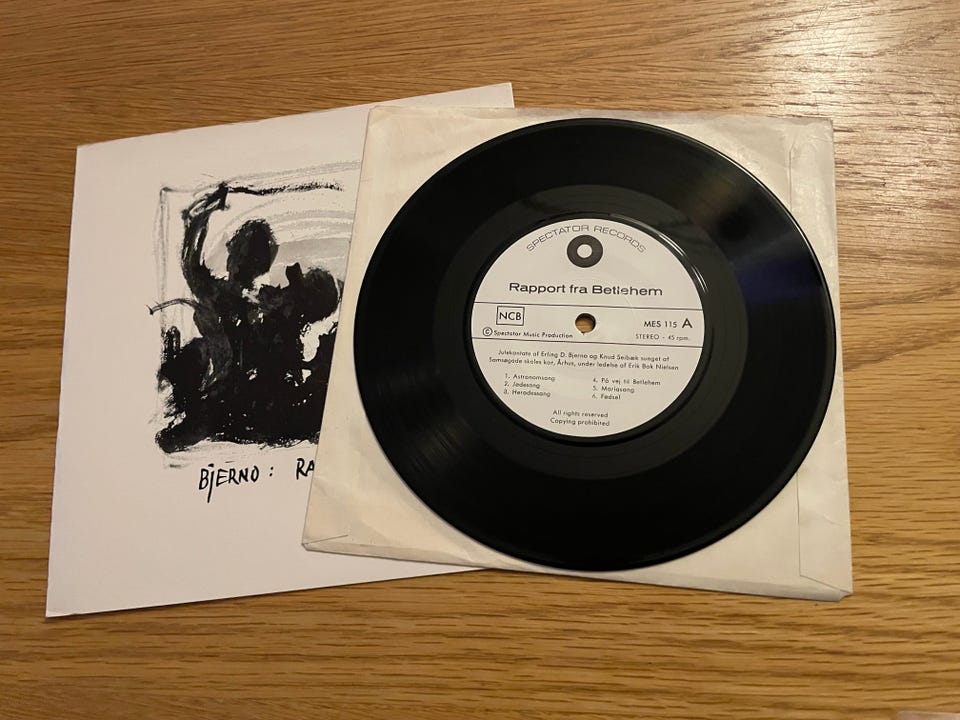 BJERNO: RA
SPECTATOR RECORDS
Rapport fra Betlehem
NCB
MES 115 A
© Spectator Music Production
STEREO - 45 rpm.
Julekantate af Erling D. Bjerno og Knud Seibæk sunget af
Samsøgade skoles kor, Århus, under ledelse af Erik Bak Nielsen
1. Astronomsang
2. Jødesang
3. Herodessang
4. På vej til Betlehem
5. Mariasang
6. Fødsel
All rights reserved
Copying prohibited